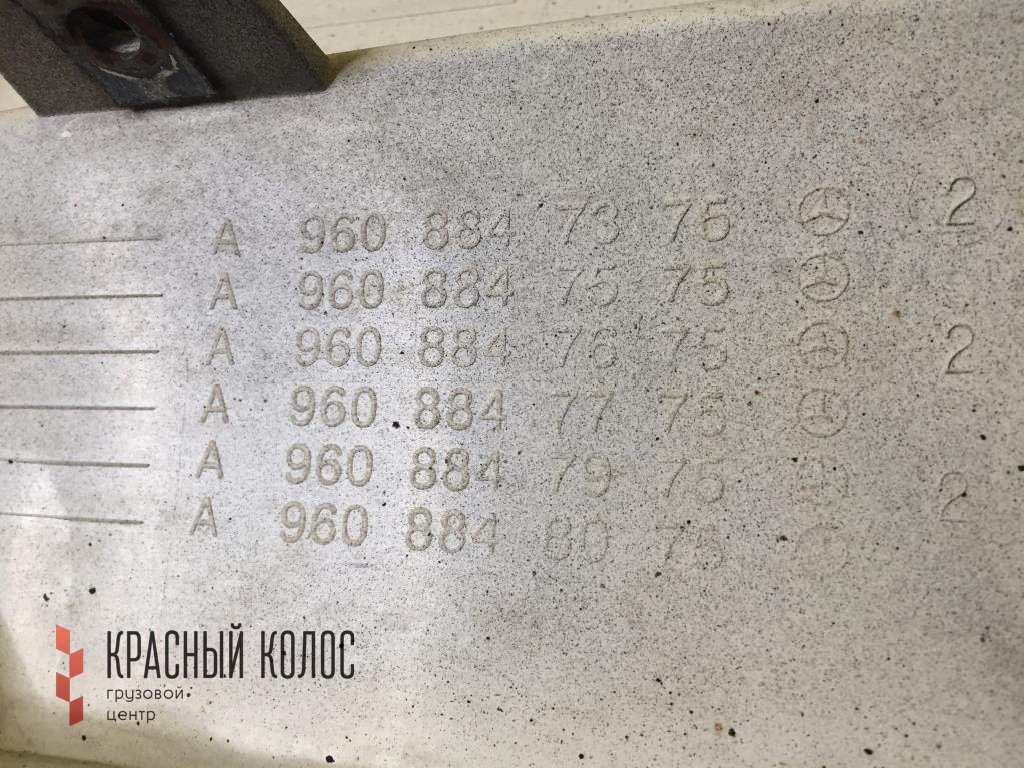 A 960 884 73 75 2
A 960 884 75 75
A 960 884 76 75 2
A 960 884 77 75
A 960 884 79 75 2
A 960 884 80 75
КРАСНЫЙ КОЛОС
грузовой
центр